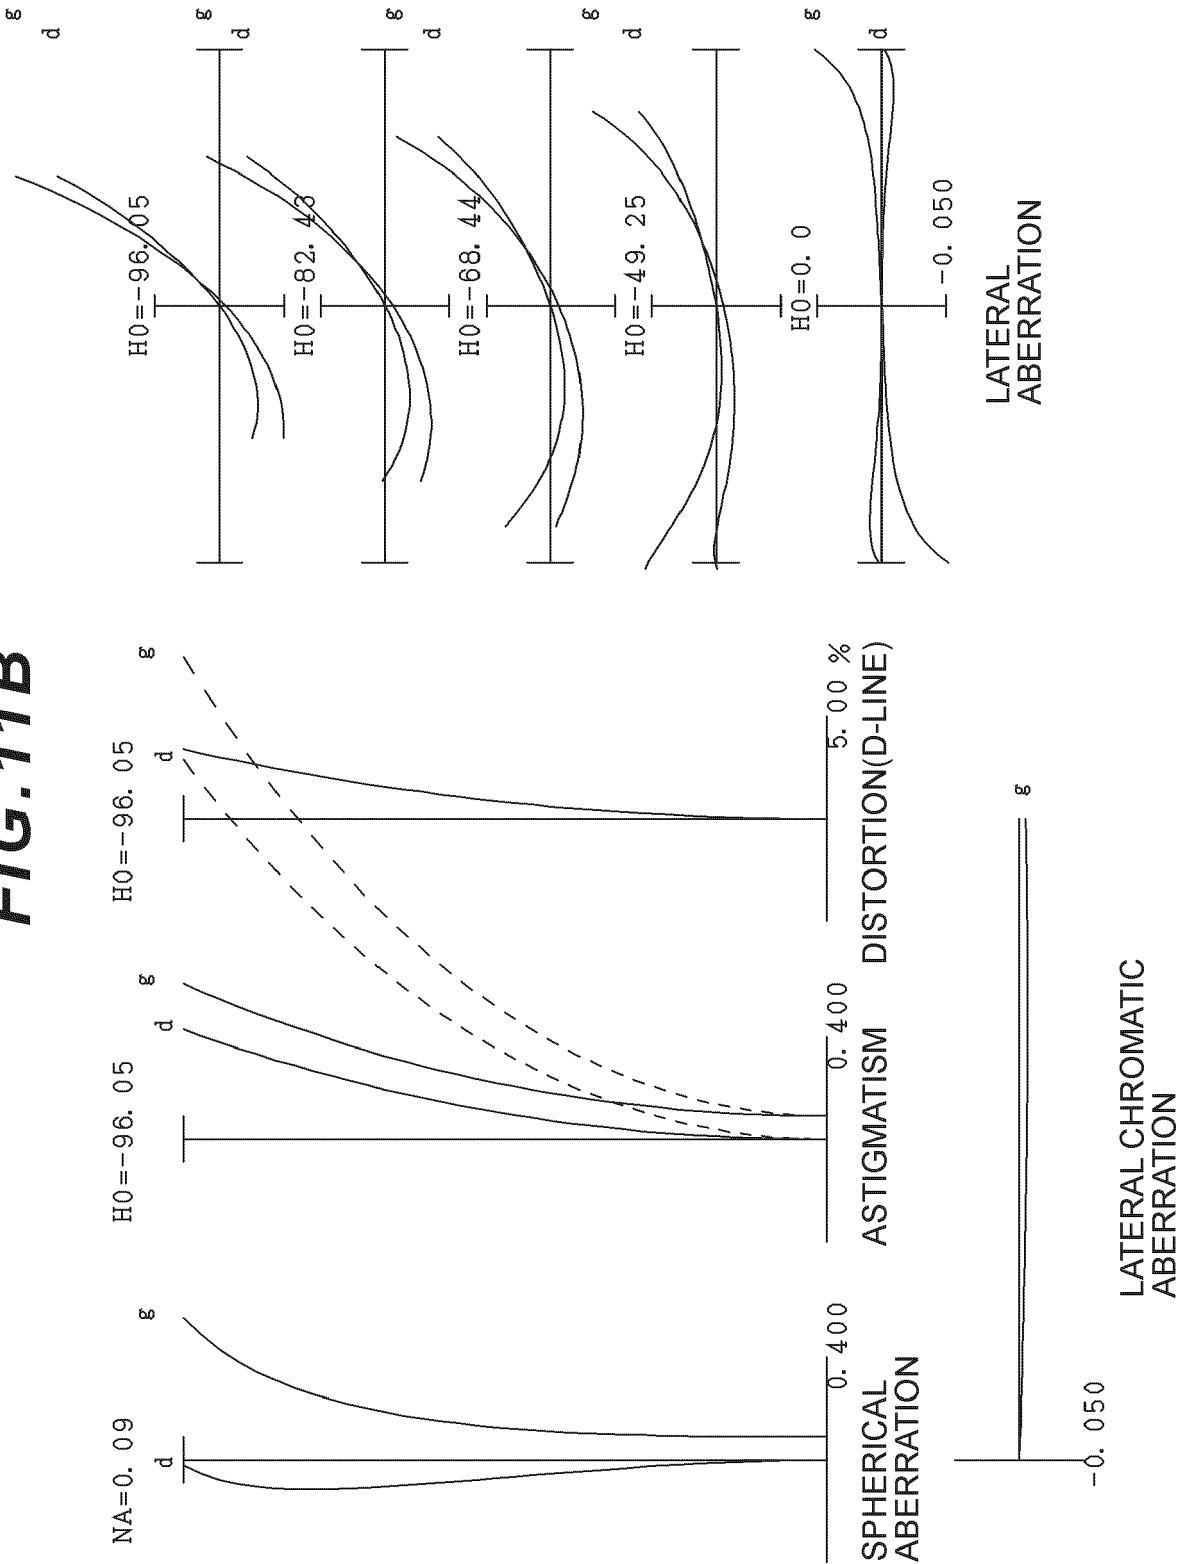 FIG.11B
NA=0.09
d
g
0.400
SPHERICAL
ABERRATION
H0=-96.05
d
g
0.400
ASTIGMATISM
H0=-96.05
d
g
5.00 %
DISTORTION(D-LINE)
g
-0.050
LATERAL CHROMATIC
ABERRATION
g
d
H0=-96.05
g
d
H0=-82.43
g
d
H0=-68.44
g
d
H0=-49.25
g
d
H0=0.0
-0.050
LATERAL
ABERRATION